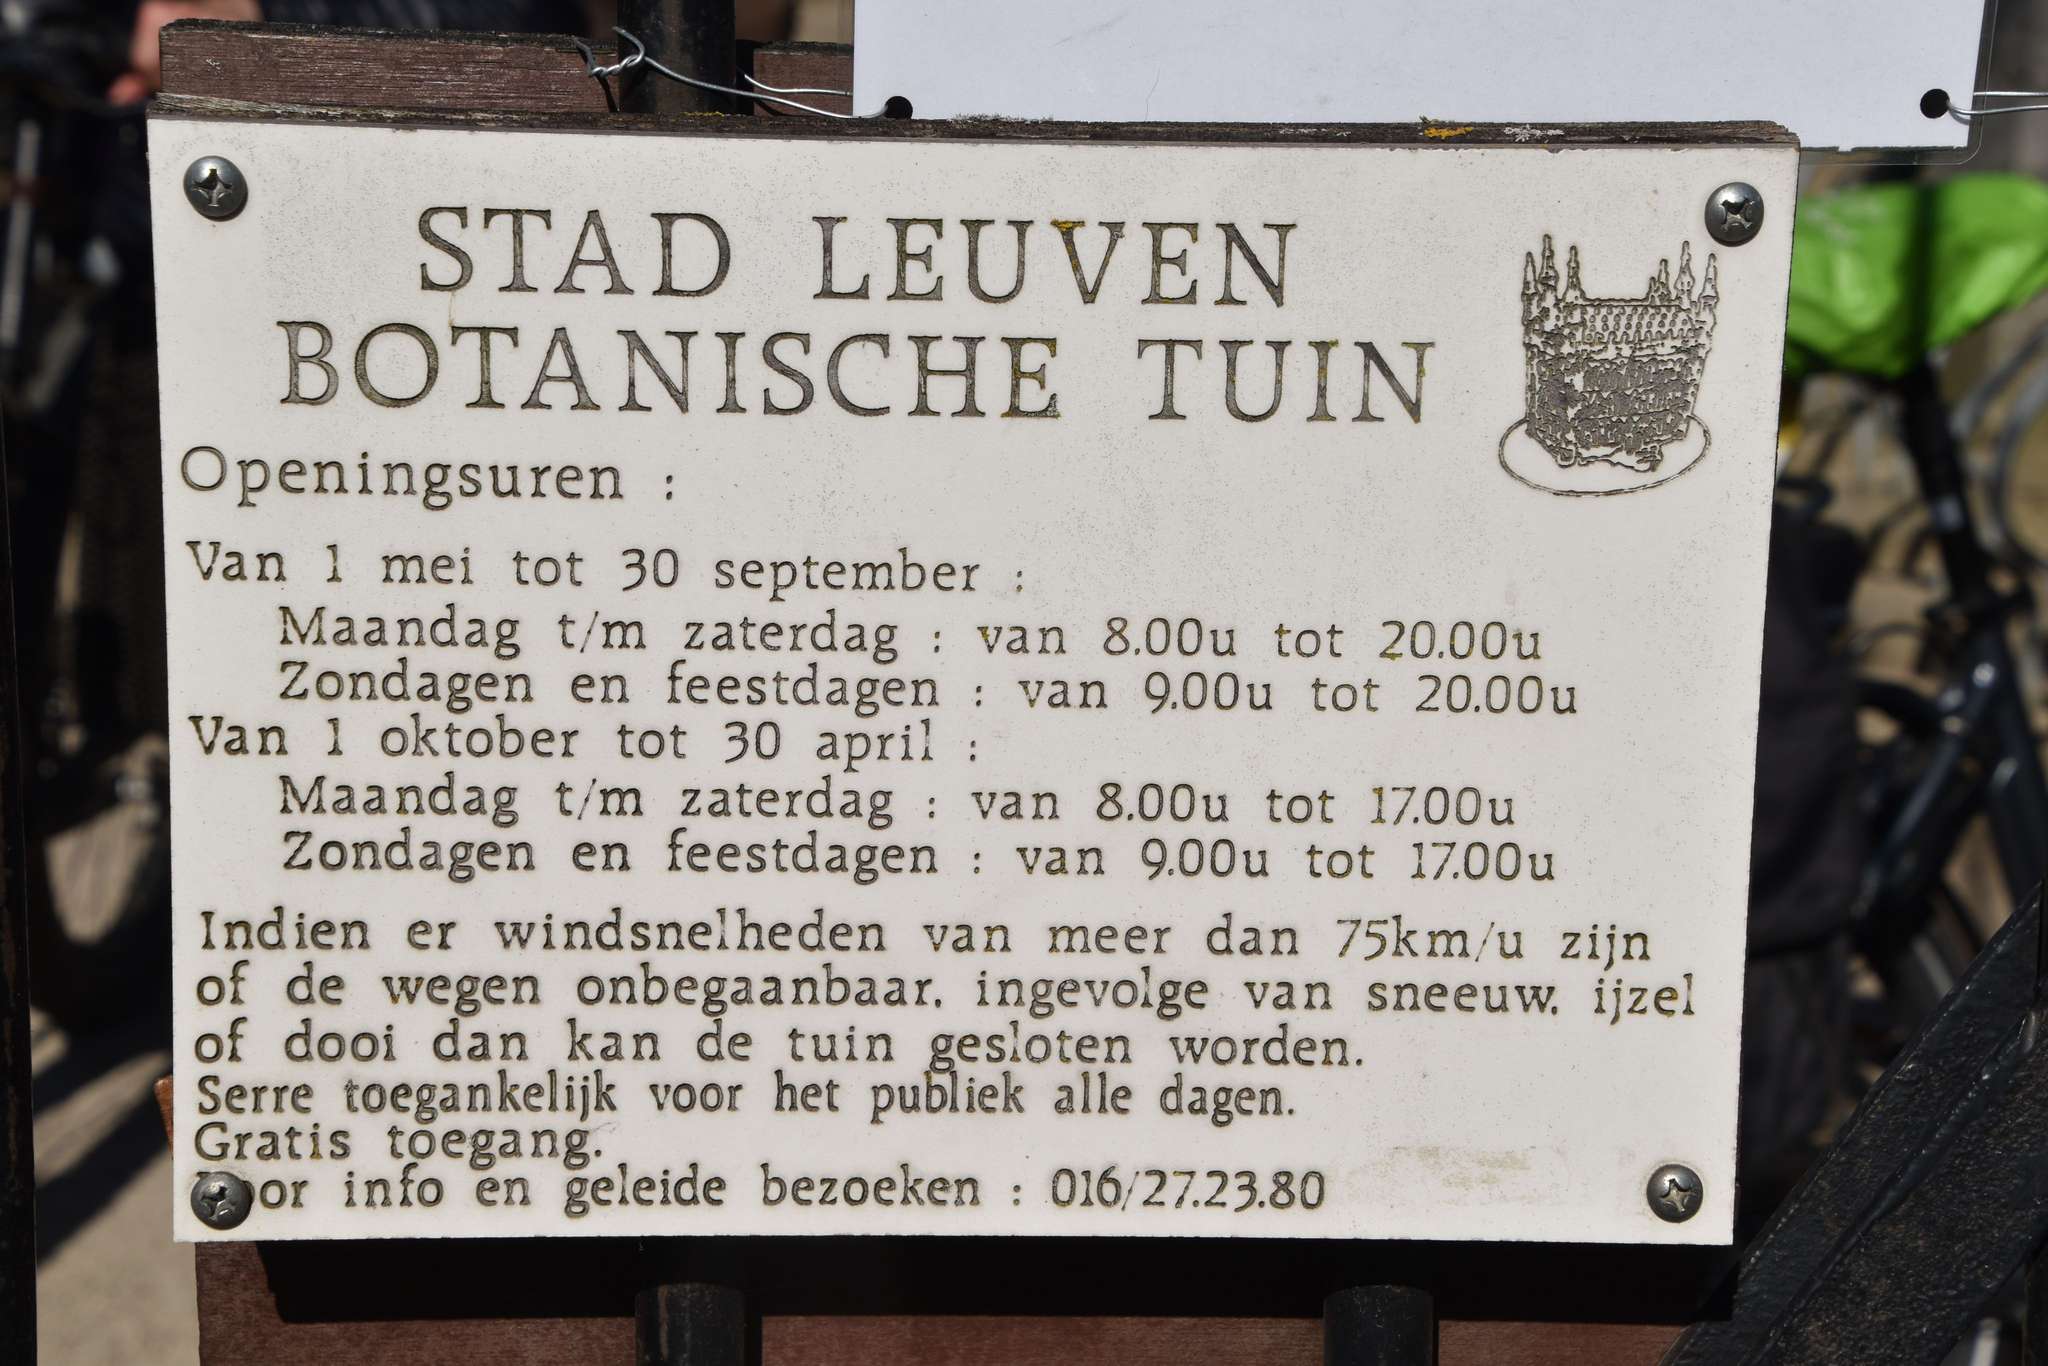 STAD LEUVEN
BOTANISCHE TUIN
Openingsuren :
Van 1 mei tot 30 september :
Maandag t/m zaterdag : van 8.00u tot 20.00u
Zondagen en feestdagen : van 9.00u tot 20.00u
Van 1 oktober tot 30 april :
Maandag t/m zaterdag : van 8.00u tot 17.00u
Zondagen en feestdagen : van 9.00u tot 17.00u
Indien er windsnelheden van meer dan 75km/u zijn
of de wegen onbegaanbaar, ingevolge van sneeuw, ijzel
of dooi dan kan de tuin gesloten worden.
Serre toegankelijk voor het publiek alle dagen.
Gratis toegang.
Voor info en geleide bezoeken : 016/27.23.80